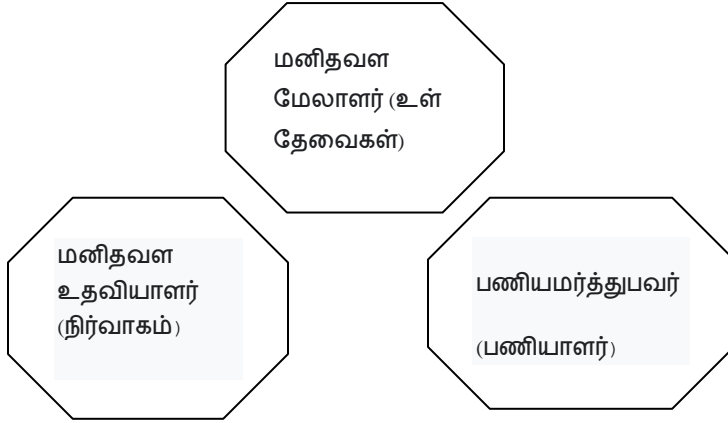 மனிதவள
மேலாளர் (உள்
தேவைகள்)
மனிதவள
உதவியாளர்
(நிர்வாகம்)
பணியமர்த்துபவர்
(பணியாளர்)